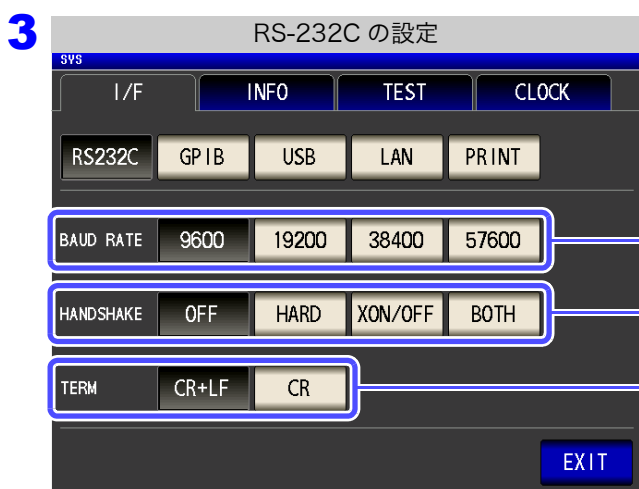 3
RS-232C の設定
SYS
I/F INFO TEST CLOCK
RS232C GPIB USB LAN PRINT
BAUD RATE 9600 19200 38400 57600
HANDSHAKE OFF HARD XON/OFF BOTH
TERM CR+LF CR
EXIT